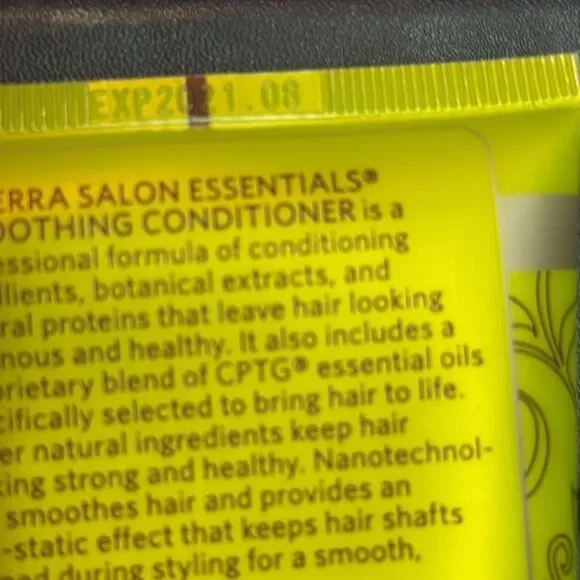 EXP2021.08
ERRA SALON ESSENTIALS®
OOTHING CONDITIONER is a
essional formula of conditioning
dients, botanical extracts, and
ral proteins that leave hair looking
nous and healthy. It also includes a
prietary blend of CPTG® essential oils
cifically selected to bring hair to life.
er natural ingredients keep hair
king strong and healthy. Nanotechnol-
smoothes hair and provides an
-static effect that keeps hair shafts
ed during styling for a smooth,